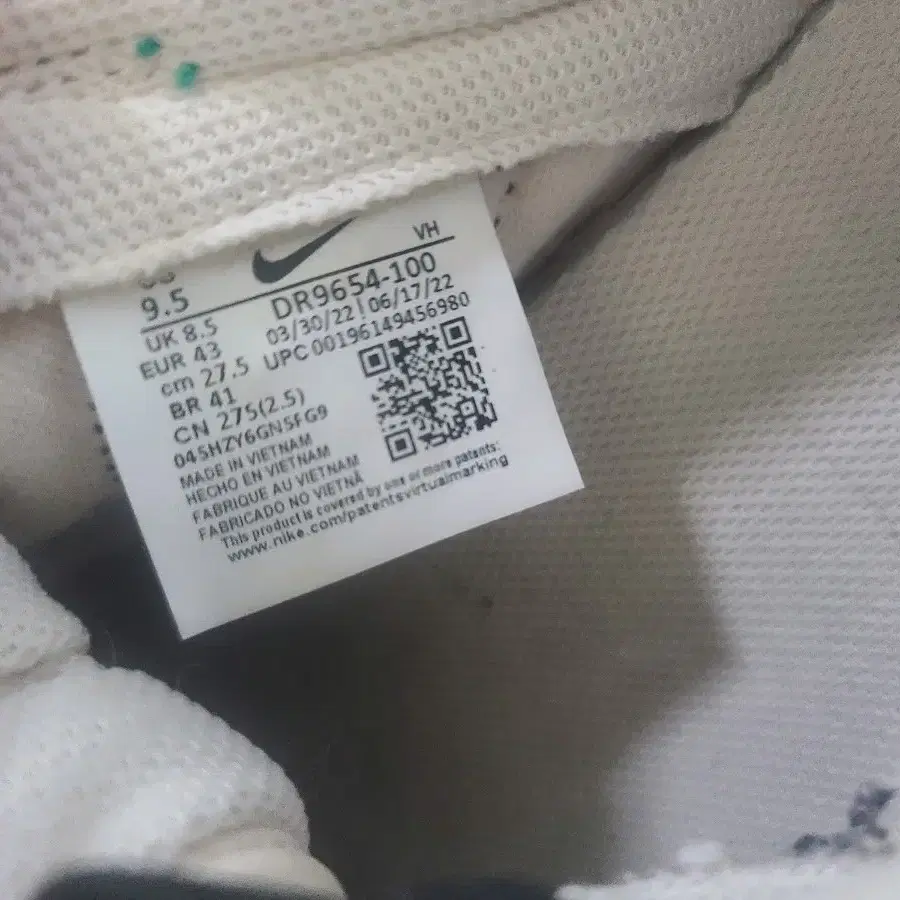 VH
9.5
DR9654-100
UK 8.5
03/30/22 | 06/17/22
EUR 43
UPC 00196149456980
cm 27.5
BR 41
CN 275(2.5)
MADE IN VIETNAM
HECHO EN VIETNAM
FABRIQUE AU VIETNAM
FABRICADO NO VIETNÃ
This product is covered by one or more patents:
www.nike.com/patentsvirtualmarking